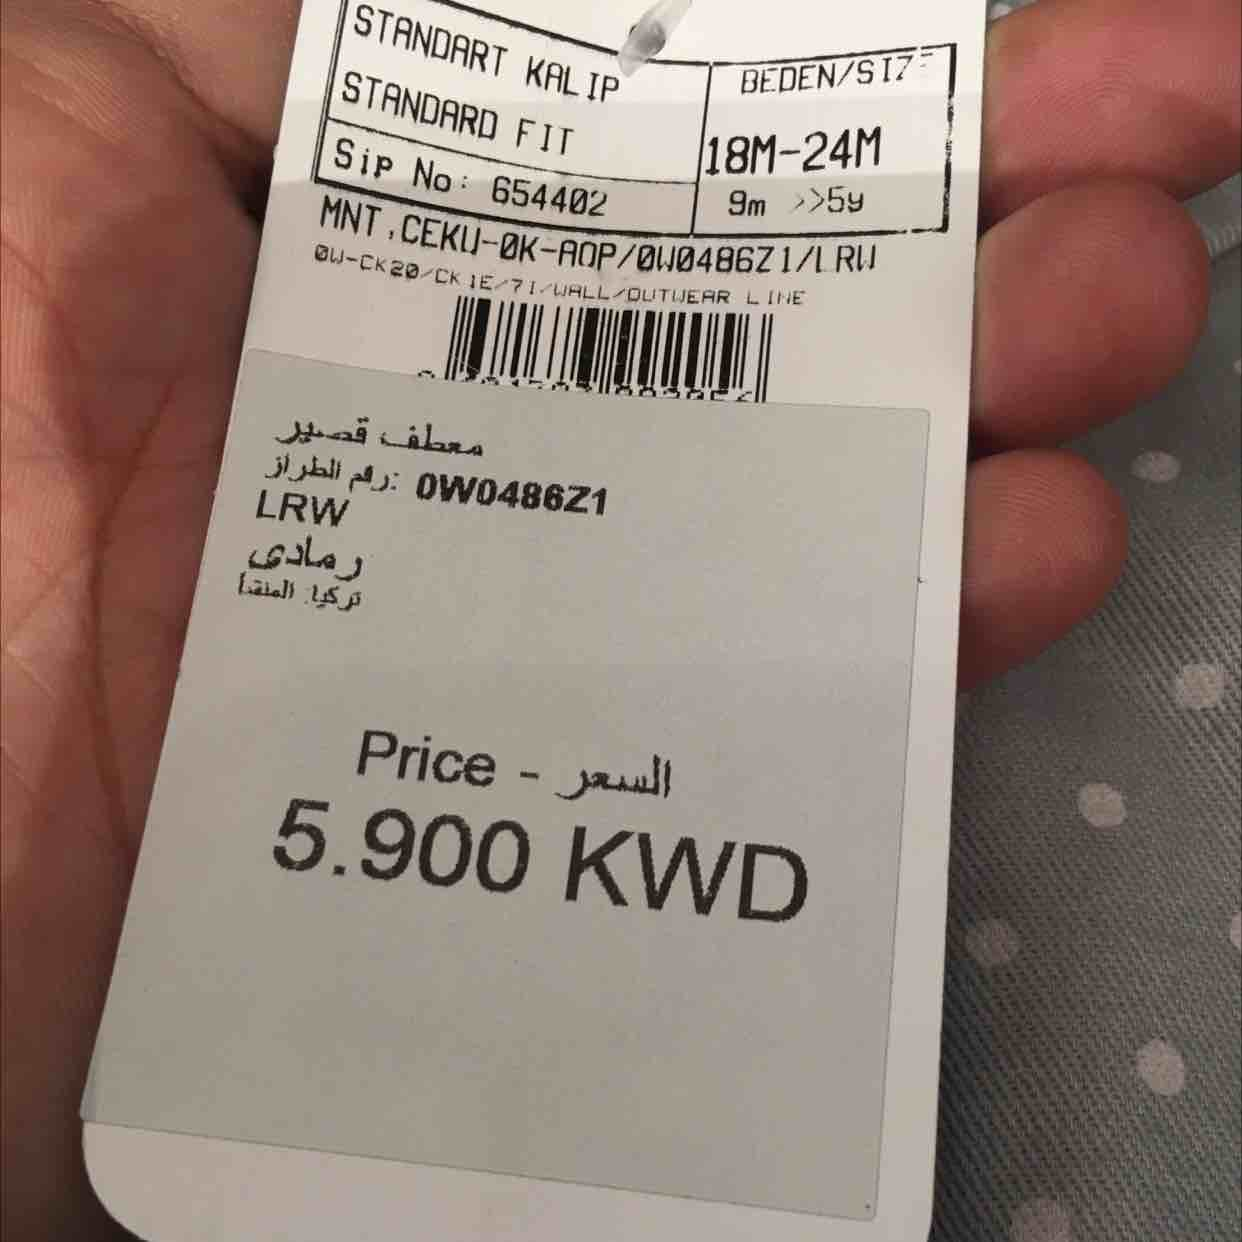 STANDART KALIP
STANDARD FIT
Sip No: 654402
BEDEN/SIZE
18M-24M
9m >>5y
MNT,CEKU-0K-AOP/0W0486Z1/LRW
0W-CK20/CK1E/71/WALL/OUTWEAR LINE
معطف قصير
رقم الطراز: 0W0486Z1
LRW
رمادى
تركيا: المنشأ
Price - السعر
5.900 KWD